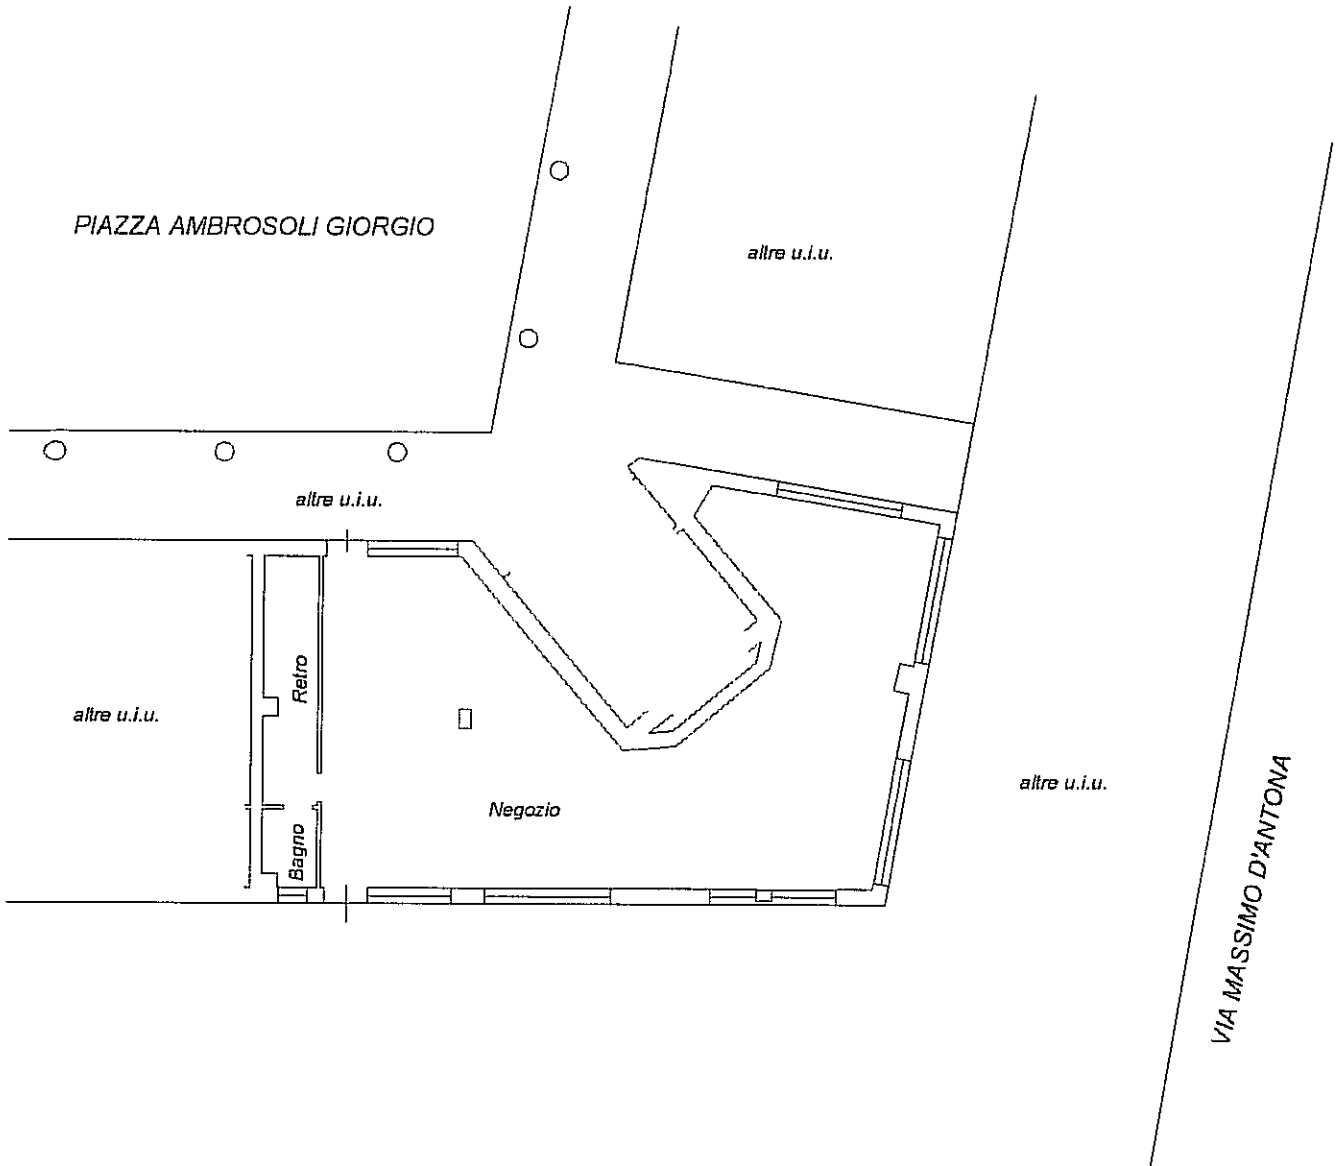 PIAZZA AMBROSOLI GIORGIO
altre u.i.u.
altre u.i.u.
Retro
altre u.i.u.
altre u.i.u.
Negozio
Bagno
VIA MASSIMO D'ANTONA